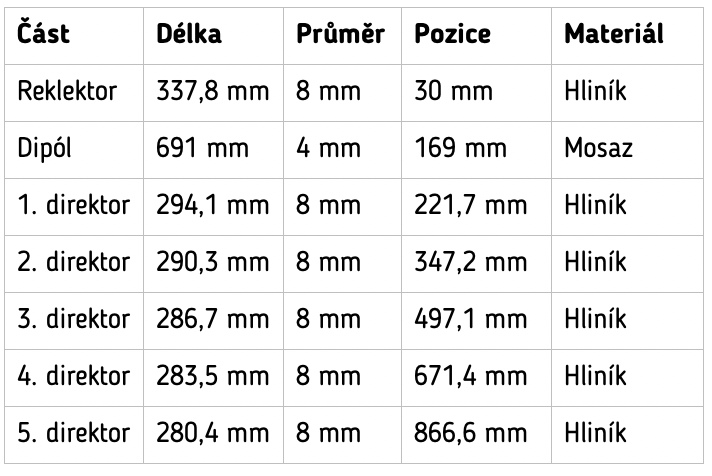 Část Délka Průměr Pozice Materiál
Reklektor 337,8 mm 8 mm 30 mm Hliník
Dipól 691 mm 4 mm 169 mm Mosaz
1. direktor 294,1 mm 8 mm 221,7 mm Hliník
2. direktor 290,3 mm 8 mm 347,2 mm Hliník
3. direktor 286,7 mm 8 mm 497,1 mm Hliník
4. direktor 283,5 mm 8 mm 671,4 mm Hliník
5. direktor 280,4 mm 8 mm 866,6 mm Hliník